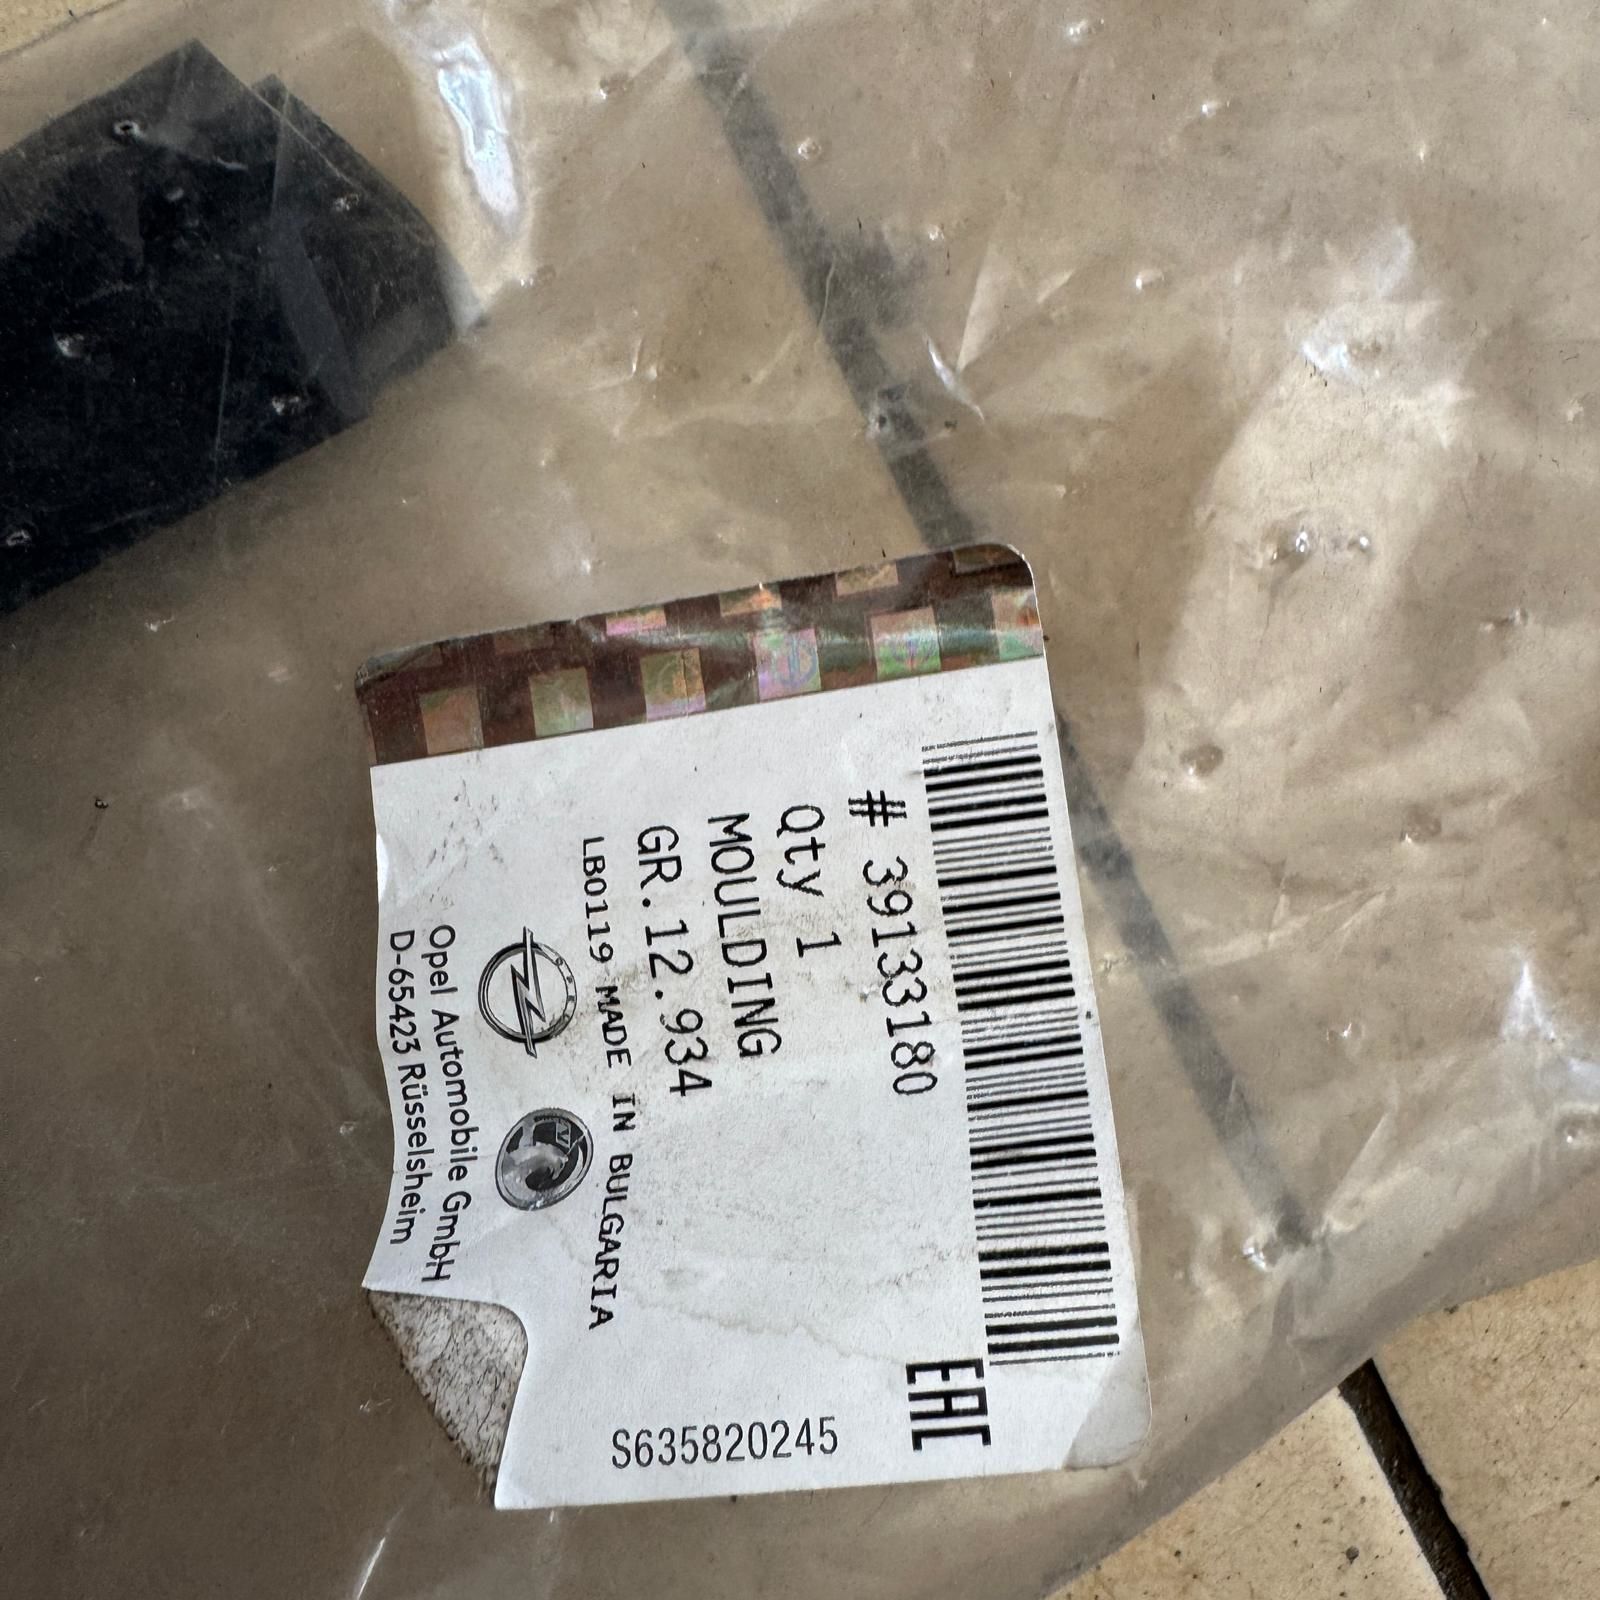 # 39133180
Qty 1
MOULDING
GR.12.934
LB0119 MADE IN BULGARIA
Opel Automobile GmbH
D-65423 Rüsselsheim
EAC
S635820245